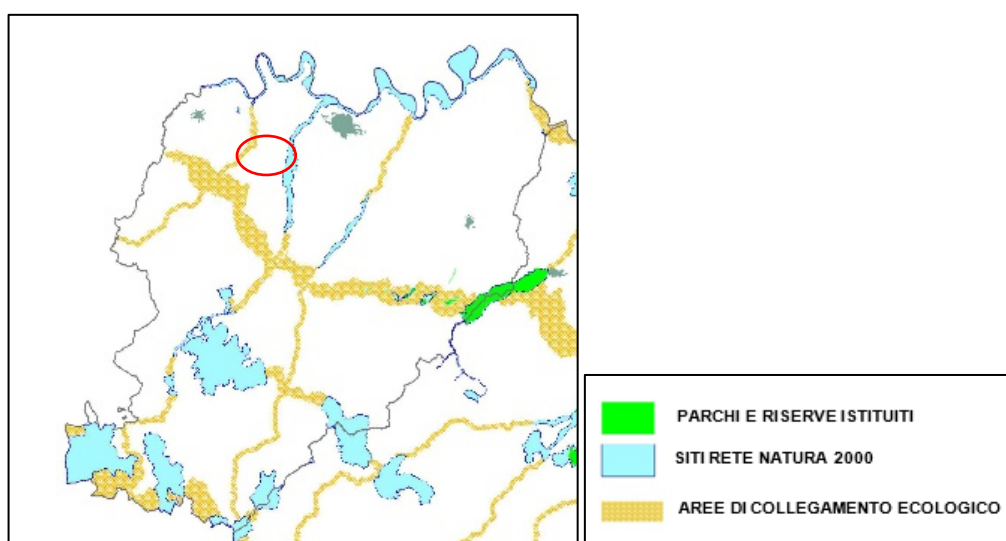 PARCHI E RISERVE ISTITUITI
SITI RETE NATURA 2000
AREE DI COLLEGAMENTO ECOLOGICO